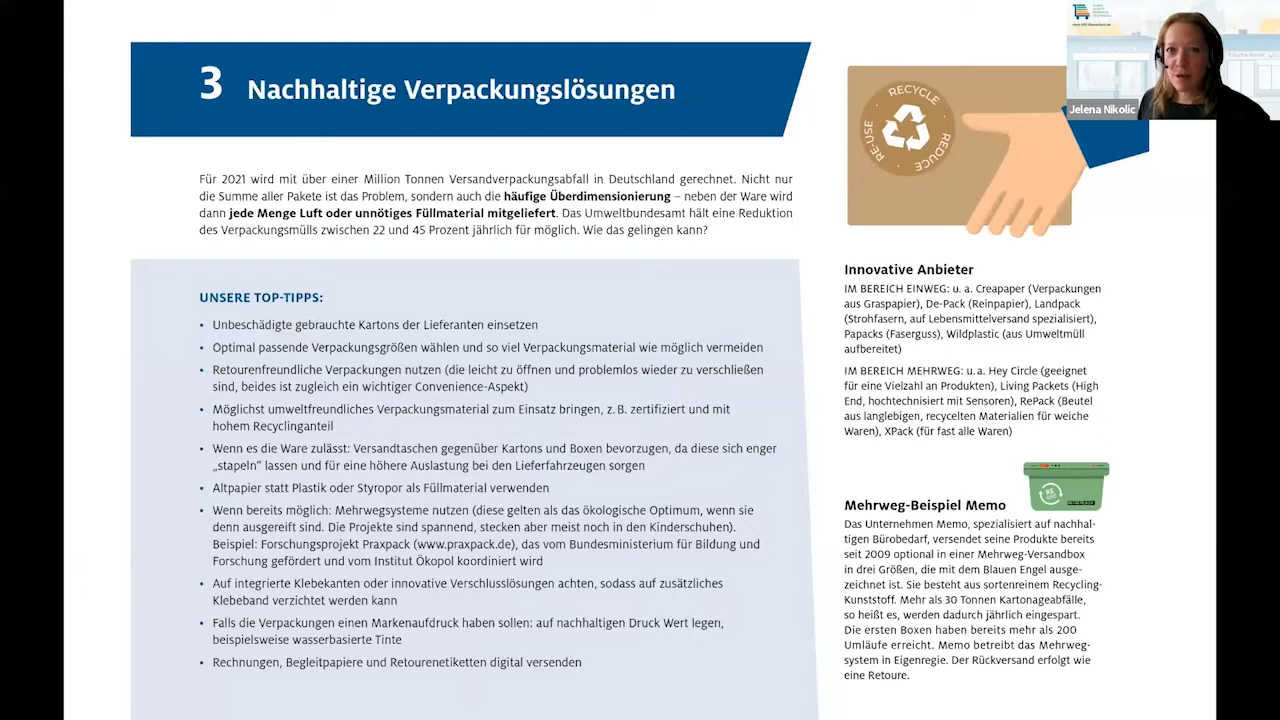 3 Nachhaltige Verpackungslösungen
Für 2021 wird mit über einer Million Tonnen Versandverpackungsabfall in Deutschland gerechnet. Nicht nur
die Summe aller Pakete ist das Problem, sondern auch die häufige Überdimensionierung – neben der Ware wird
dann jede Menge Luft oder unnötiges Füllmaterial mitgeliefert. Das Umweltbundesamt hält eine Reduktion
des Verpackungsmülls zwischen 22 und 45 Prozent jährlich für möglich. Wie das gelingen kann?
UNSERE TOP-TIPPS:
• Unbeschädigte gebrauchte Kartons der Lieferanten einsetzen
• Optimal passende Verpackungsgrößen wählen und so viel Verpackungsmaterial wie möglich vermeiden
• Retourenfreundliche Verpackungen nutzen (die leicht zu öffnen und problemlos wieder zu verschließen
sind, beides ist zugleich ein wichtiger Convenience-Aspekt)
• Möglichst umweltfreundliches Verpackungsmaterial zum Einsatz bringen, z. B. zertifiziert und mit
hohem Recyclinganteil
• Wenn es die Ware zulässt: Versandtaschen gegenüber Kartons und Boxen bevorzugen, da diese sich enger
„stapeln“ lassen und für eine höhere Auslastung bei den Lieferfahrzeugen sorgen
• Altpapier statt Plastik oder Styropor als Füllmaterial verwenden
• Wenn bereits möglich: Mehrwegsysteme nutzen (diese gelten als das ökologische Optimum, wenn sie
denn ausgereift sind. Die Projekte sind spannend, stecken aber meist noch in den Kinderschuhen).
Beispiel: Forschungsprojekt Praxpack (www.praxpack.de), das vom Bundesministerium für Bildung und
Forschung gefördert und vom Institut Ökopol koordiniert wird
• Auf integrierte Klebekanten oder innovative Verschlusslösungen achten, sodass auf zusätzliches
Klebeband verzichtet werden kann
• Falls die Verpackungen einen Markenaufdruck haben sollen: auf nachhaltigen Druck Wert legen,
beispielsweise wasserbasierte Tinte
• Rechnungen, Begleitpapiere und Retourenetiketten digital versenden
RECYCLE
REDUCE
RE-USE
Jelena Nikolic
Innovative Anbieter
IM BEREICH EINWEG: u. a. Creapaper (Verpackungen
aus Graspapier), De-Pack (Reinpapier), Landpack
(Strohfasern, auf Lebensmittelversand spezialisiert),
Papacks (Faserguss), Wildplastic (aus Umweltmüll
aufbereitet)
IM BEREICH MEHRWEG: u. a. Hey Circle (geeignet
für eine Vielzahl an Produkten), Living Packets (High
End, hochtechnisiert mit Sensoren), RePack (Beutel
aus langlebigen, recycelten Materialien für weiche
Waren), XPack (für fast alle Waren)
RE
USE
Mehrweg-Beispiel Memo
Das Unternehmen Memo, spezialisiert auf nachhal-
tigen Bürobedarf, versendet seine Produkte bereits
seit 2009 optional in einer Mehrweg-Versandbox
in drei Größen, die mit dem Blauen Engel ausge-
zeichnet ist. Sie besteht aus sortenreinem Recycling-
Kunststoff. Mehr als 30 Tonnen Kartonageabfälle,
so heißt es, werden dadurch jährlich eingespart.
Die ersten Boxen haben bereits mehr als 200
Umläufe erreicht. Memo betreibt das Mehrweg-
system in Eigenregie. Der Rückversand erfolgt wie
eine Retoure.